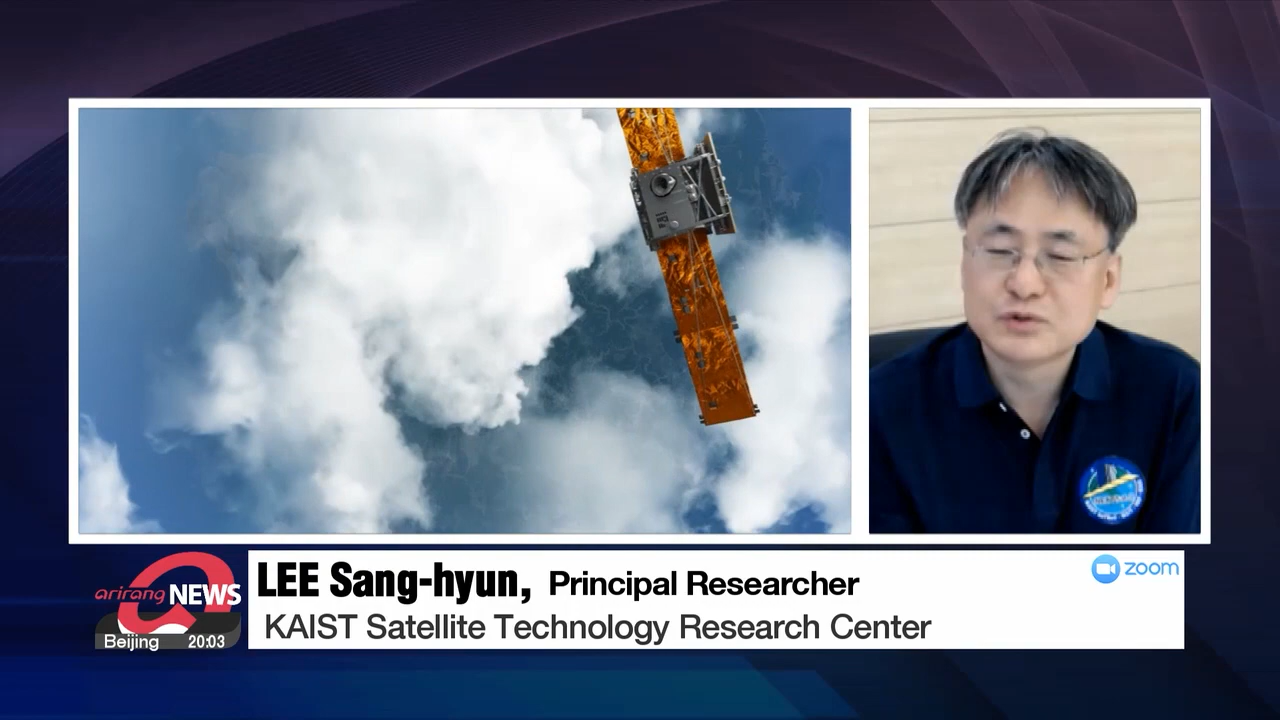 LEE Sang-hyun, Principal Researcher
zoom
arirang NEWS
KAIST Satellite Technology Research Center
Beijing 20:03